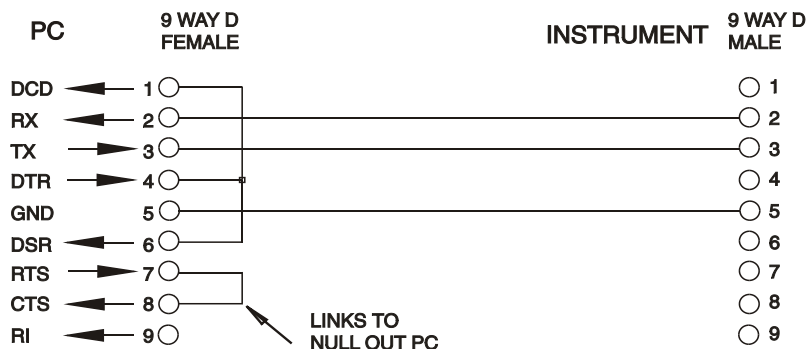 PC
9 WAY D
FEMALE
INSTRUMENT
9 WAY D
MALE
DCD 1 1
RX 2 2
TX 3 3
DTR 4 4
GND 5 5
DSR 6 6
RTS 7 7
CTS 8 8
RI 9 9
LINKS TO
NULL OUT PC